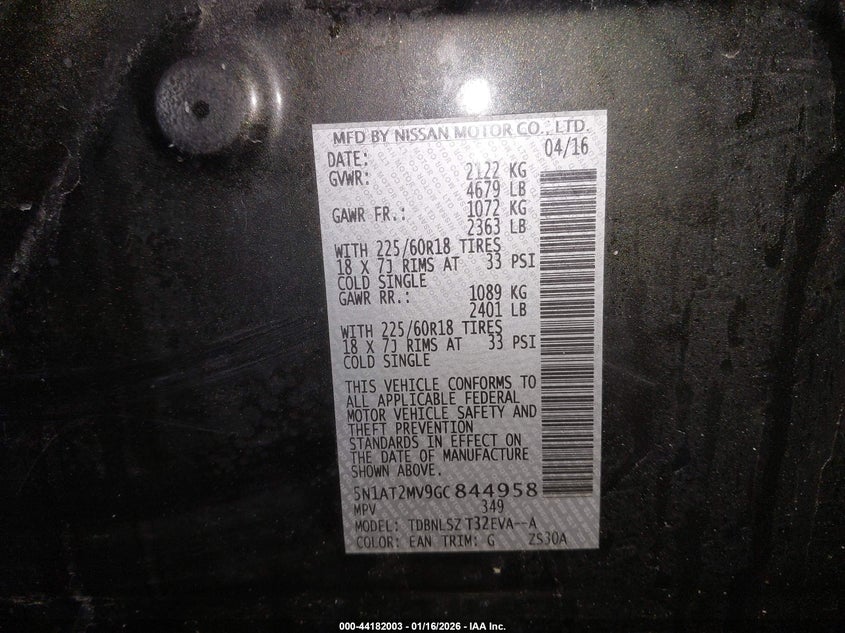 MFD BY NISSAN MOTOR CO., LTD.
DATE: 04/16
GVWR: 2122 KG
4679 LB
GAWR FR.: 1072 KG
2363 LB
WITH 225/60R18 TIRES
18 X 7J RIMS AT 33 PSI
COLD SINGLE
GAWR RR.: 1089 KG
2401 LB
WITH 225/60R18 TIRES
18 X 7J RIMS AT 33 PSI
COLD SINGLE
THIS VEHICLE CONFORMS TO
ALL APPLICABLE FEDERAL
MOTOR VEHICLE SAFETY AND
THEFT PREVENTION
STANDARDS IN EFFECT ON
THE DATE OF MANUFACTURE
SHOWN ABOVE.
5N1AT2MV9GC844958
MPV 349
MODEL: TDBNLSZ T32EVA--A
COLOR: EAN TRIM: G ZS30A
000-44182003 - 01/16/2026 - IAA Inc.